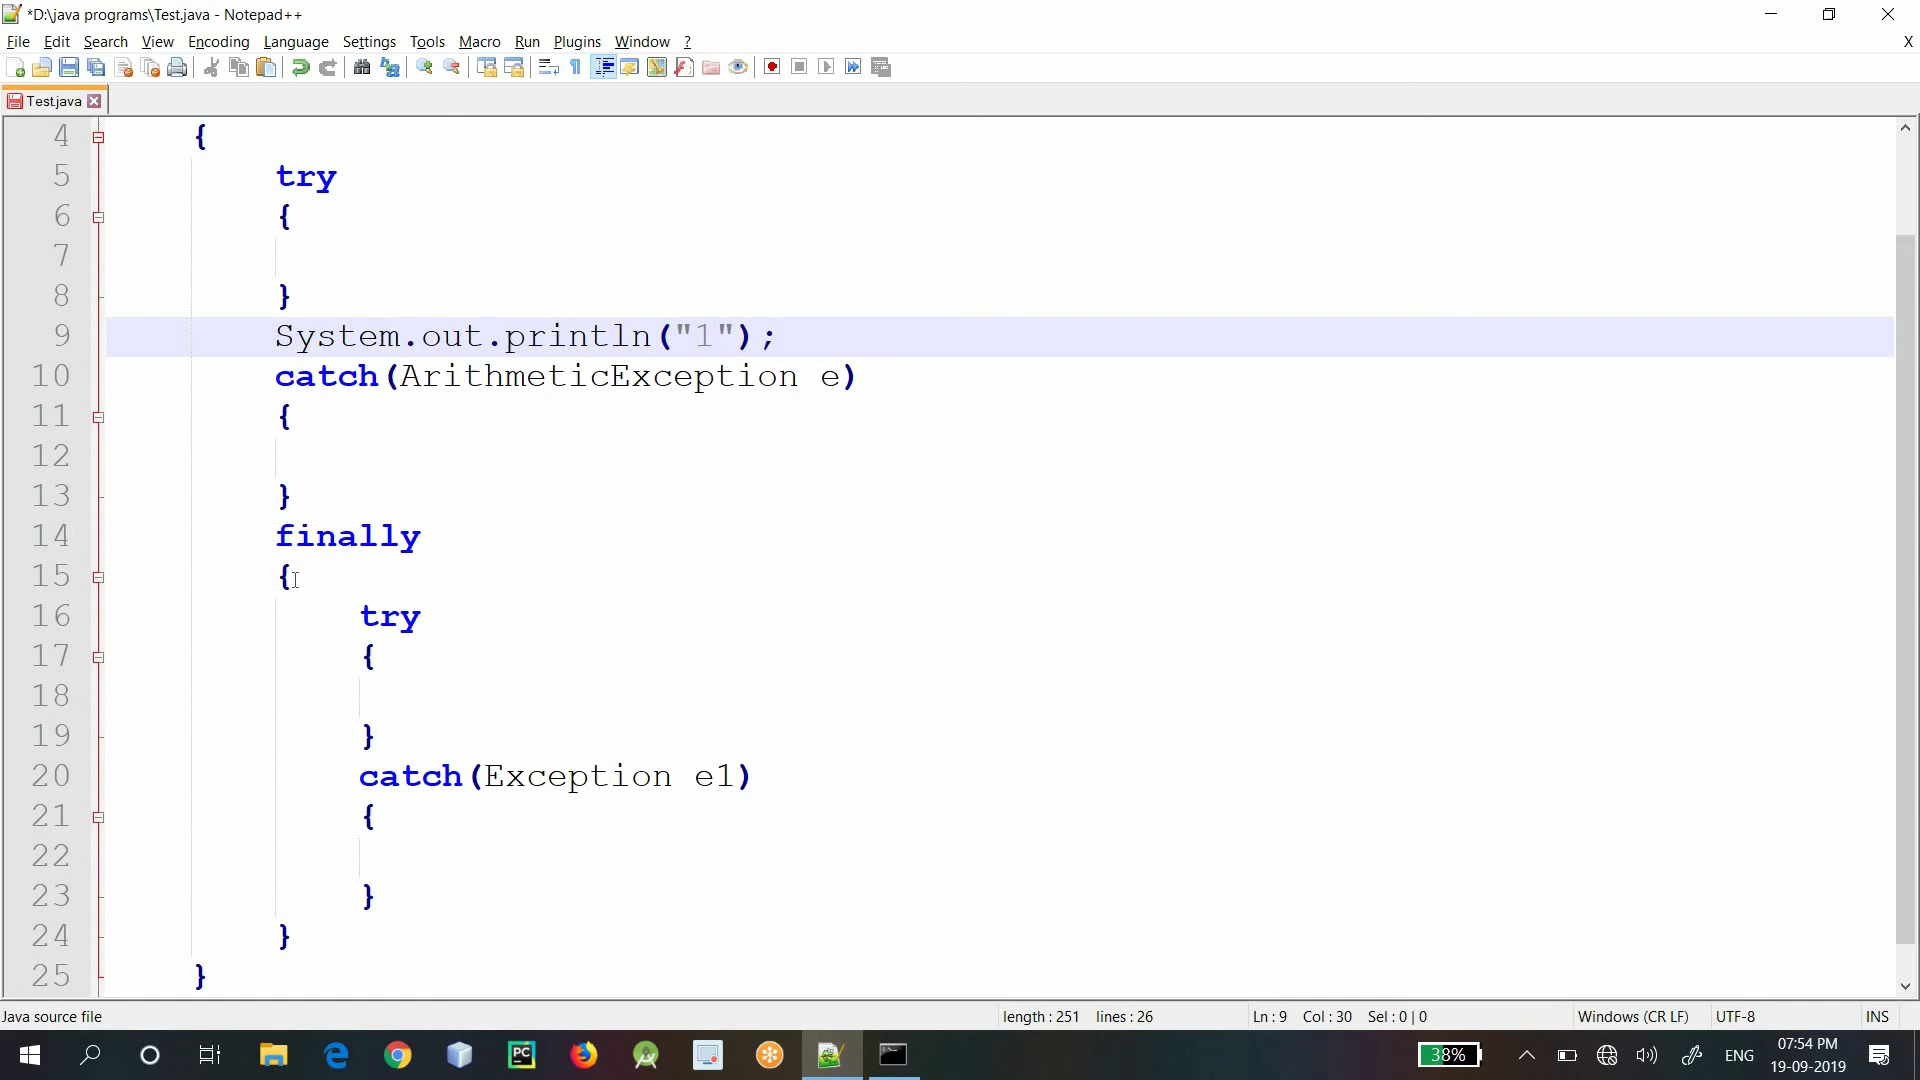 *D:\java programs\Test.java - Notepad++
File Edit Search View Encoding Language Settings Tools Macro Run Plugins Window ? X
Test.java
4 {
5 try
6 {
7
8 }
9 System.out.println("1");
10 catch(ArithmeticException e)
11 {
12
13 }
14 finally
15 {
16 try
17 {
18
19 }
20 catch(Exception e1)
21 {
22
23 }
24 }
25 }
Java source file length : 251 lines : 26 Ln : 9 Col : 30 Sel : 0 | 0 Windows (CR LF) UTF-8 INS
PC 38% ENG 07:54 PM
19-09-2019